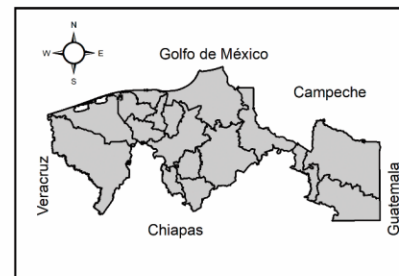 N
W E
S
Golfo de México
Campeche
Veracruz
Chiapas
Guatemala